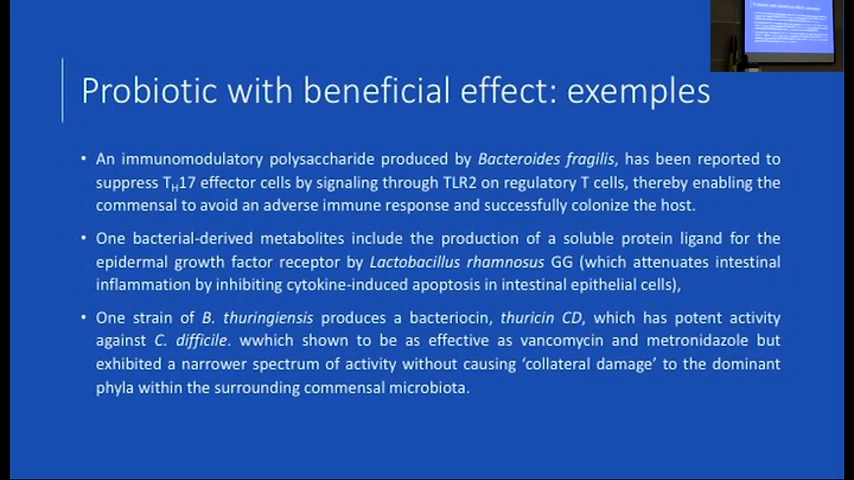 Probiotic with beneficial effect: exemples
• An immunomodulatory polysaccharide produced by Bacteroides fragilis, has been reported to
suppress TH17 effector cells by signaling through TLR2 on regulatory T cells, thereby enabling the
commensal to avoid an adverse immune response and successfully colonize the host.
• One bacterial-derived metabolites include the production of a soluble protein ligand for the
epidermal growth factor receptor by Lactobacillus rhamnosus GG (which attenuates intestinal
inflammation by inhibiting cytokine-induced apoptosis in intestinal epithelial cells),
• One strain of B. thuringiensis produces a bacteriocin, thuricin CD, which has potent activity
against C. difficile. wwhich shown to be as effective as vancomycin and metronidazole but
exhibited a narrower spectrum of activity without causing ‘collateral damage’ to the dominant
phyla within the surrounding commensal microbiota.
Probiotic with beneficial effect: exemples